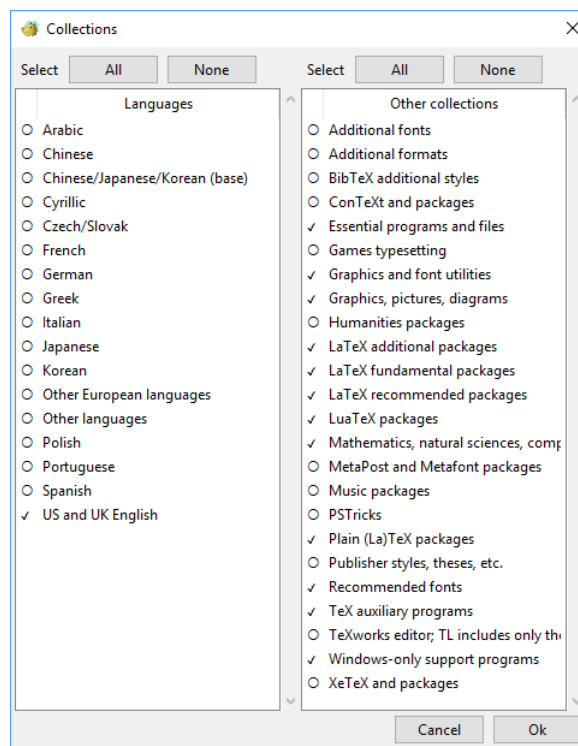 Collections
Select All None
Languages
Arabic
Chinese
Chinese/Japanese/Korean (base)
Cyrillic
Czech/Slovak
French
German
Greek
Italian
Japanese
Korean
Other European languages
Other languages
Polish
Portuguese
Spanish
US and UK English
Select All None
Other collections
Additional fonts
Additional formats
BibTeX additional styles
ConTeXt and packages
Essential programs and files
Games typesetting
Graphics and font utilities
Graphics, pictures, diagrams
Humanities packages
LaTeX additional packages
LaTeX fundamental packages
LaTeX recommended packages
LuaTeX packages
Mathematics, natural sciences, comp
MetaPost and Metafont packages
Music packages
PSTricks
Plain (La)TeX packages
Publisher styles, theses, etc.
Recommended fonts
TeX auxiliary programs
TeXworks editor; TL includes only the
Windows-only support programs
XeTeX and packages
Cancel Ok